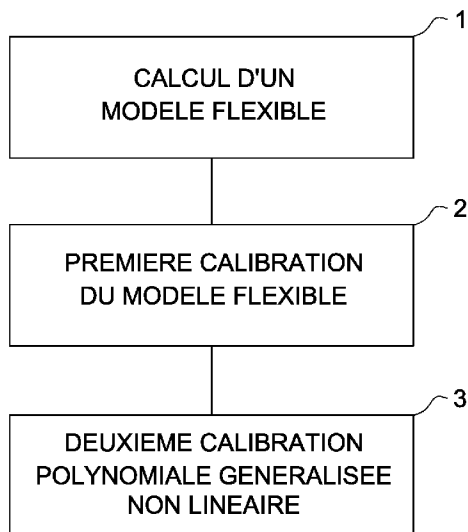 1
CALCUL D'UN
MODELE FLEXIBLE
2
PREMIERE CALIBRATION
DU MODELE FLEXIBLE
3
DEUXIEME CALIBRATION
POLYNOMIALE GENERALISEE
NON LINEAIRE